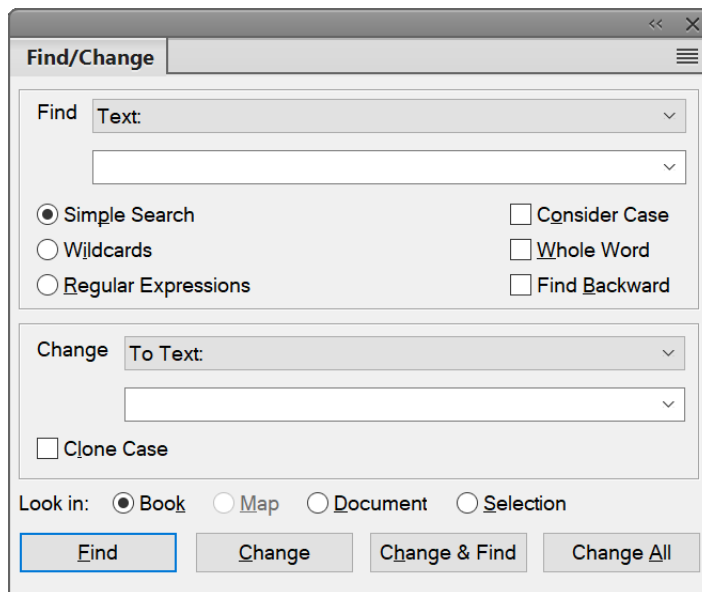 Find/Change
Find Text:
Simple Search Consider Case
Wildcards Whole Word
Regular Expressions Find Backward
Change To Text:
Clone Case
Look in: Book Map Document Selection
Find Change Change & Find Change All